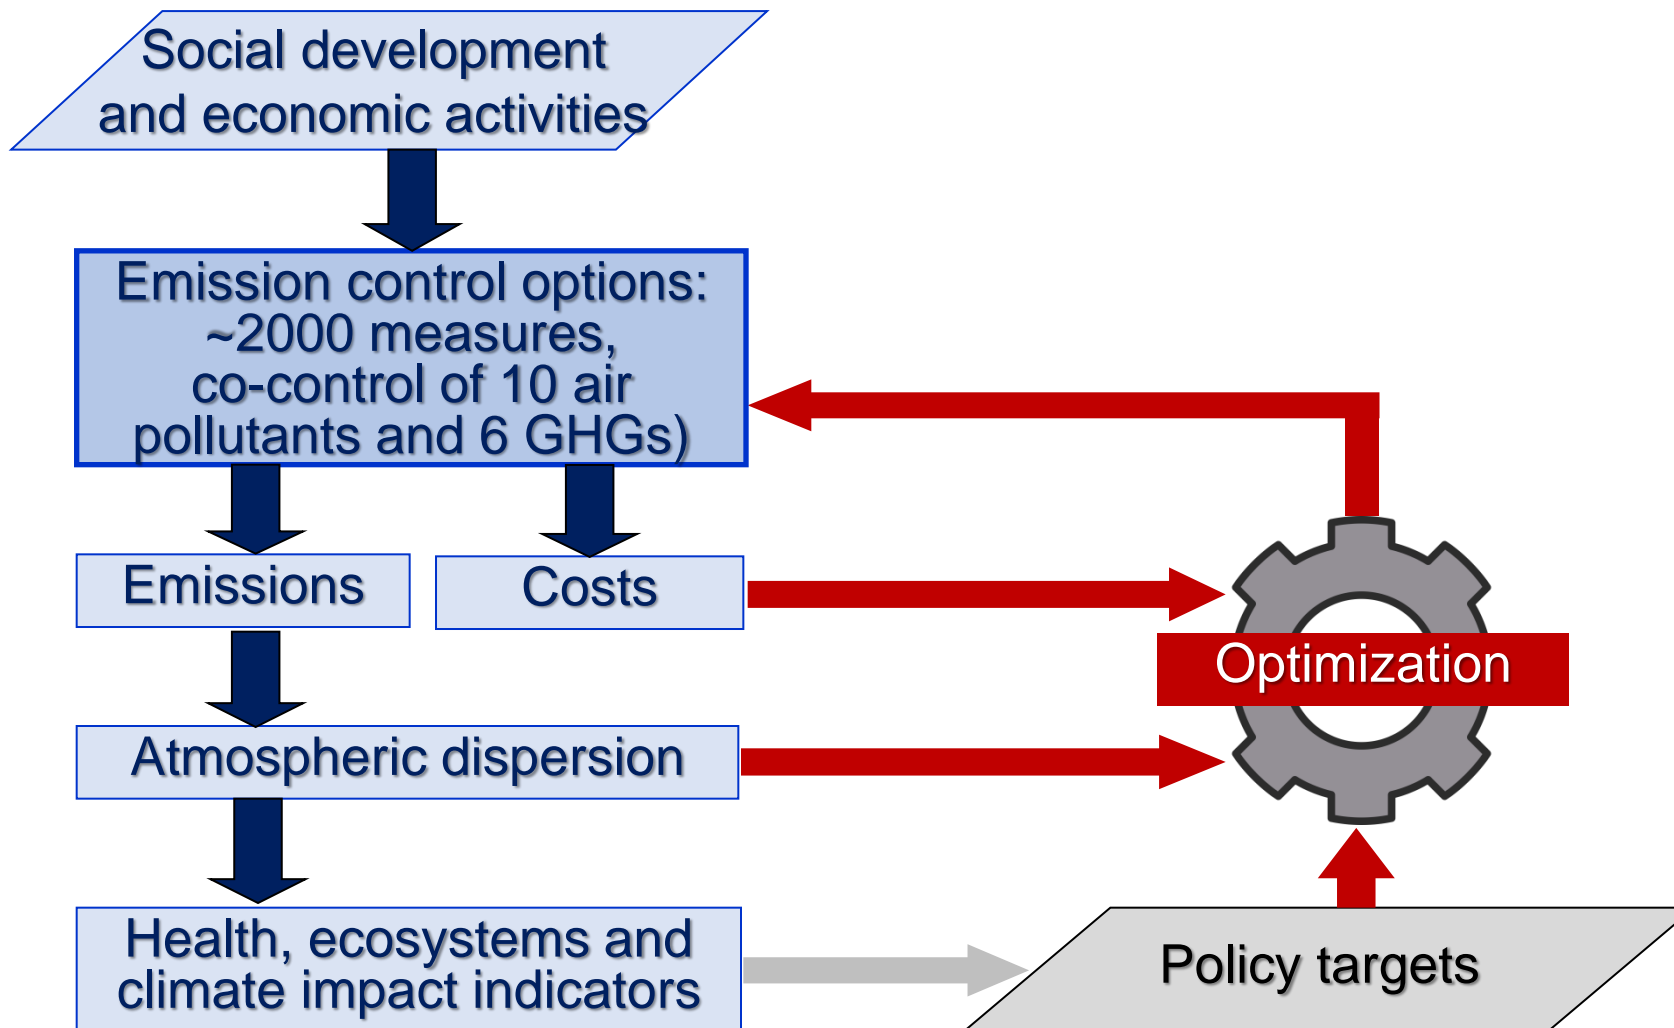 Social development
and economic activities
Emission control options:
~2000 measures,
co-control of 10 air
pollutants and 6 GHGs)
Emissions
Costs
Optimization
Atmospheric dispersion
Health, ecosystems and
climate impact indicators
Policy targets